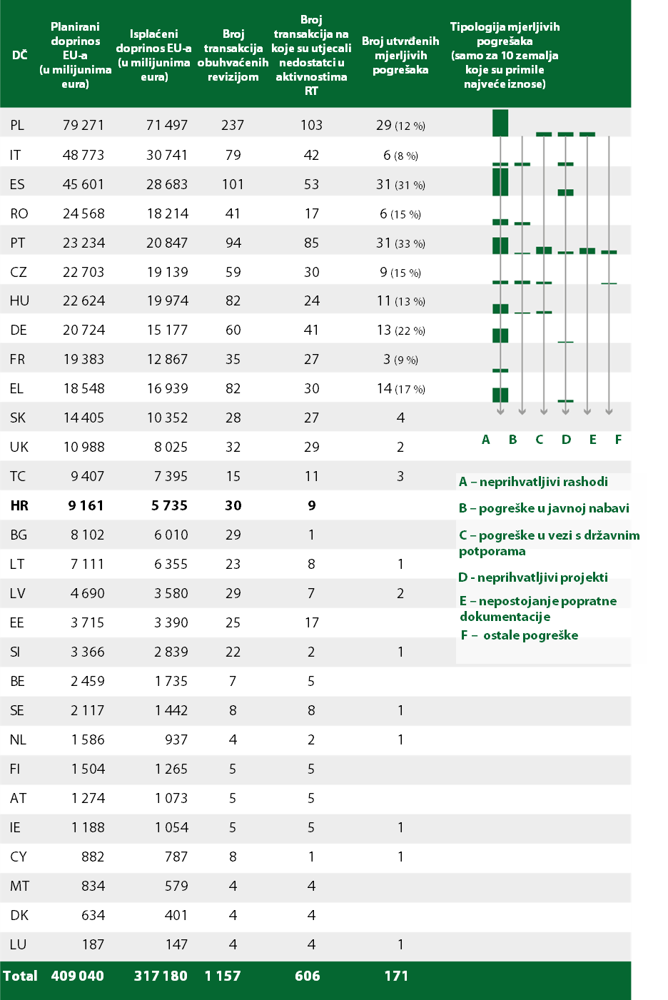 DČ
Planirani
doprinos
EU-a
(u milijunima
eura)
Isplaćeni
doprinos EU-a
(u milijunima
eura)
Broj
transakcija
obuhvaćenih
revizijom
Broj
transakcija na
koje su utjecali
nedostatci u
aktivnostima
RT
Broj utvrđenih
mjerljivih
pogrešaka
Tipologija mjerljivih
pogrešaka
(samo za 10 zemalja
koje su primile
najveće iznose)
PL 79 271 71 497 237 103 29 (12 %)
IT 48 773 30 741 79 42 6 (8 %)
ES 45 601 28 683 101 53 31 (31 %)
RO 24 568 18 214 41 17 6 (15 %)
PT 23 234 20 847 94 85 31 (33 %)
CZ 22 703 19 139 59 30 9 (15 %)
HU 22 624 19 974 82 24 11 (13 %)
DE 20 724 15 177 60 41 13 (22 %)
FR 19 383 12 867 35 27 3 (9 %)
EL 18 548 16 939 82 30 14 (17 %)
SK 14 405 10 352 28 27 4
UK 10 988 8 025 32 29 2
TC 9 407 7 395 15 11 3
HR 9 161 5 735 30 9
BG 8 102 6 010 29 1
LT 7 111 6 355 23 8 1
LV 4 690 3 580 29 7 2
EE 3 715 3 390 25 17
SI 3 366 2 839 22 2 1
BE 2 459 1 735 7 5
SE 2 117 1 442 8 8 1
NL 1 586 937 4 2 1
FI 1 504 1 265 5 5
AT 1 274 1 073 5 5
IE 1 188 1 054 5 5 1
CY 882 787 8 1 1
MT 834 579 4 4
DK 634 401 4 4
LU 187 147 4 4 1
Total 409 040 317 180 1 157 606 171
A B C D E F
A – neprihvatljivi rashodi
B – pogreške u javnoj nabavi
C – pogreške u vezi s državnim
potporama
D - neprihvatljivi projekti
E – nepostojanje popratne
dokumentacije
F – ostale pogreške